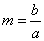 m = b/a